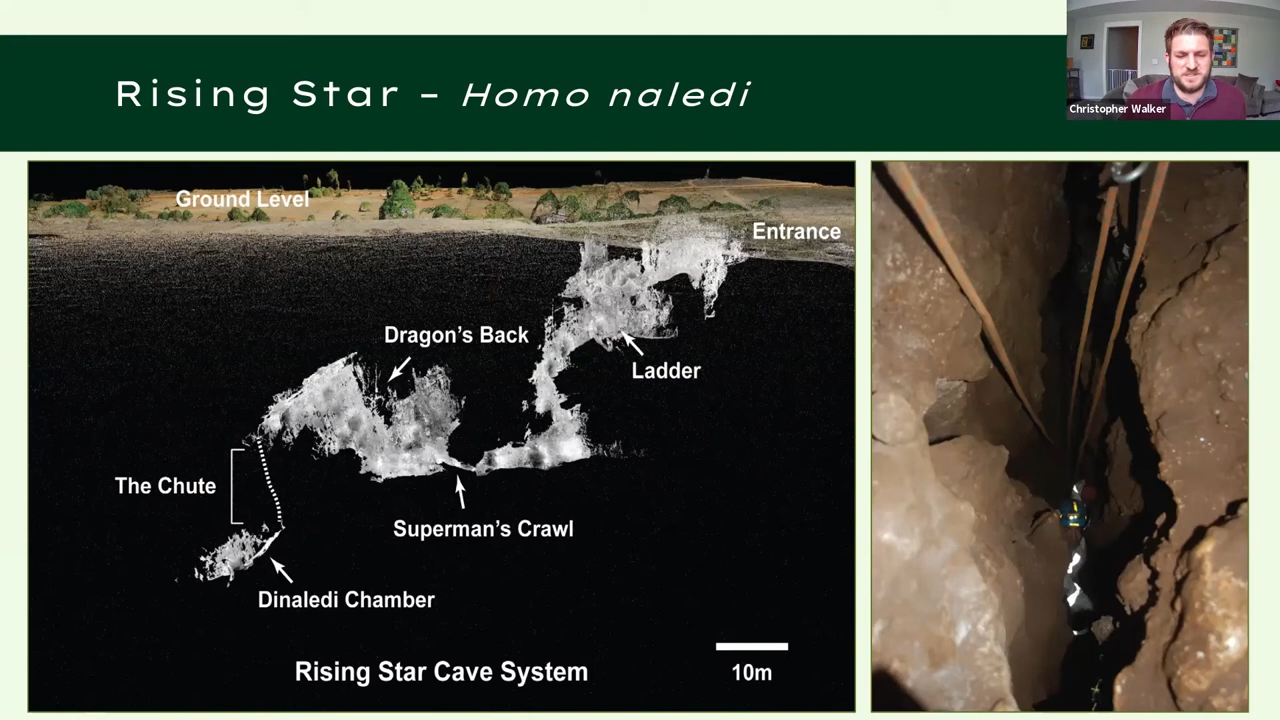 Rising Star – Homo naledi
Christopher Walker
Ground Level
Entrance
Dragon’s Back
Ladder
The Chute
Superman’s Crawl
Dinaledi Chamber
Rising Star Cave System
10m